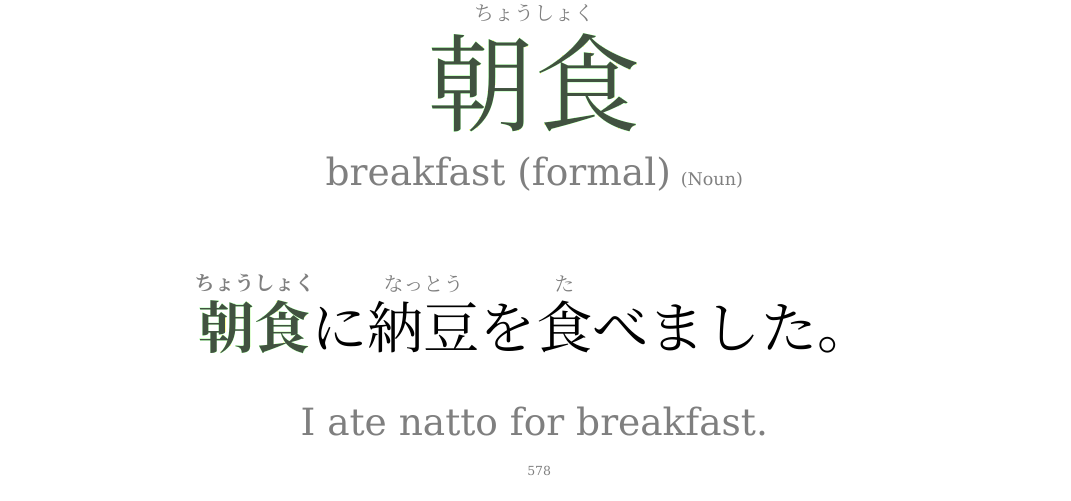 ちょうしょく
朝食
breakfast (formal) (Noun)
ちょうしょく なっとう た
朝食に納豆を食べました。
I ate natto for breakfast.
578